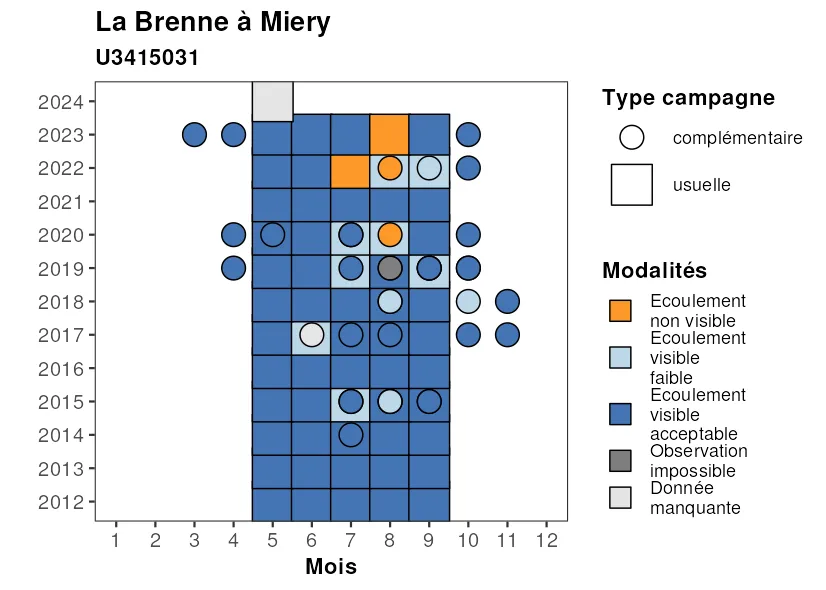 La Brenne à Miery
U3415031
2024
2023
2022
2021
2020
2019
2018
2017
2016
2015
2014
2013
2012
1 2 3 4 5 6 7 8 9 10 11 12
Mois
Type campagne
complémentaire
usuelle
Modalités
Ecoulement
non visible
Ecoulement
visible
faible
Ecoulement
visible
acceptable
Observation
impossible
Donnée
manquante